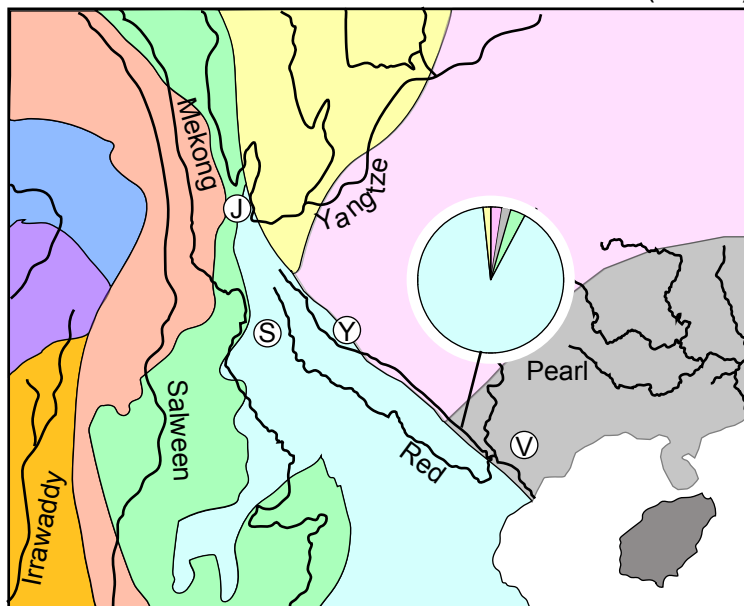 Mekong
J
Yangtze
S
Y
Pearl
Salween
Red
V
Irrawaddy